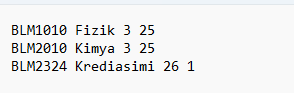 BLM1010 Fizik 3 25
BLM2010 Kimya 3 25
BLM2324 Krediasimi 26 1